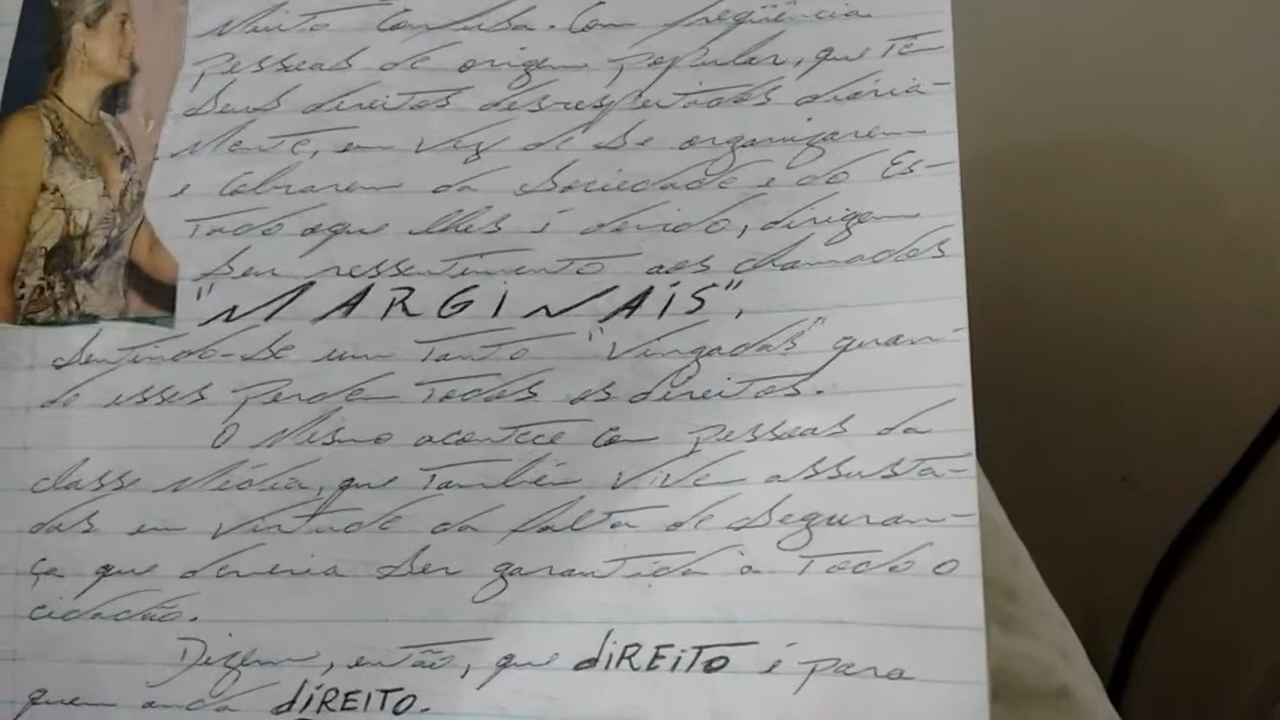 Muito confusa. Com freqüência
pessoas de origem popular, que têm
seus direitos desrespeitados diaria-
mente, em vez de se organizarem
e cobrarem da sociedade e do Es-
tado o que lhes é devido, dirigem
seu ressentimento aos chamados
"MARGINAIS",
sentindo-se um tanto "vingadas" quan-
do esses perdem todos os direitos.
O mesmo acontece com pessoas da
classe média, que também vivem assusta-
das em virtude da falta de seguran-
ça que deveria ser garantida a todo o
cidadão.
Dizem, então, que diREiTO é para
quem anda diREiTO.